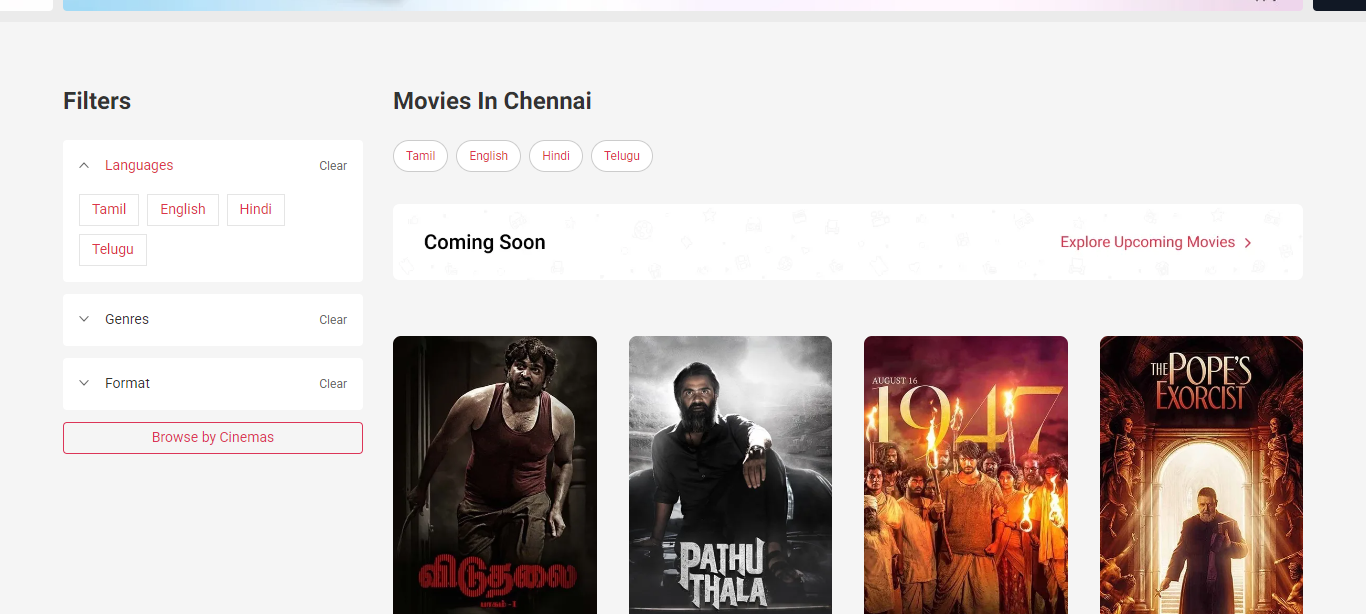 Filters
Languages
Clear
Tamil
English
Hindi
Telugu
Genres
Clear
Format
Clear
Browse by Cinemas
Movies In Chennai
Tamil
English
Hindi
Telugu
Coming Soon
Explore Upcoming Movies
விடுதலை
பாகம் -1
PATHU
THALA
AUGUST 16
1947
THE POPE'S
EXORCIST